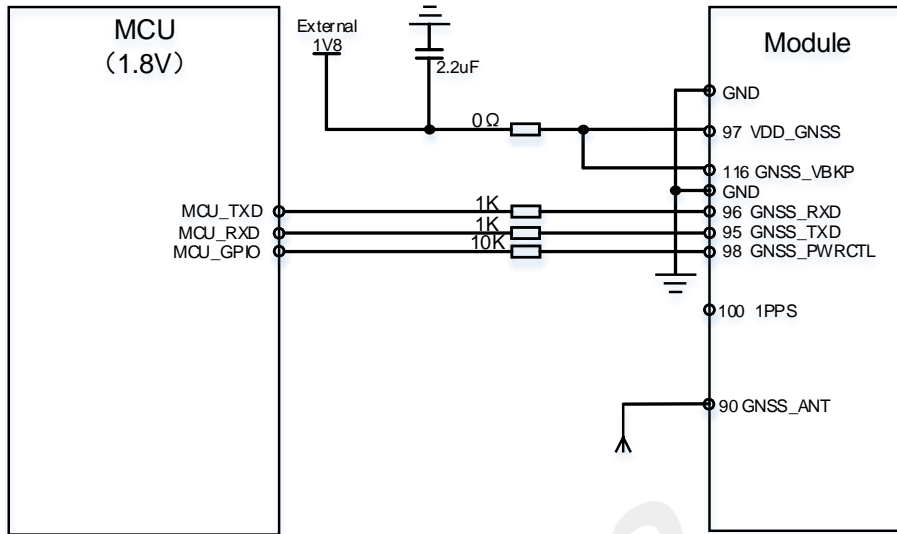 MCU
（1.8V）
External
1V8
2.2uF
0Ω
MCU_TXD
MCU_RXD
MCU_GPIO
1K
1K
10K
Module
GND
97 VDD_GNSS
116 GNSS_VBKP
GND
96 GNSS_RXD
95 GNSS_TXD
98 GNSS_PWRCTL
100 1PPS
90 GNSS_ANT